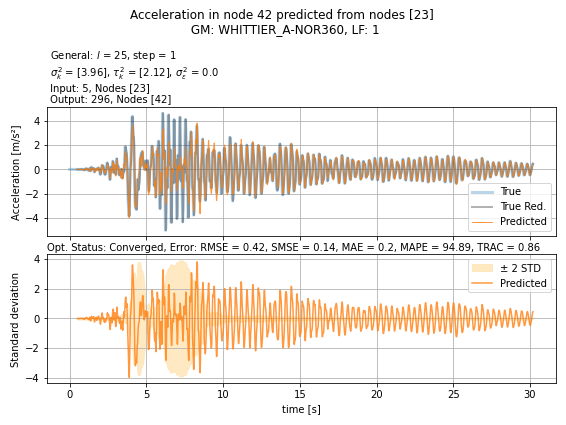 Acceleration in node 42 predicted from nodes [23]
GM: WHITTIER_A-NOR360, LF: 1
General: l = 25, step = 1
σ²ₖ = [3.96], τ²ₖ = [2.12], σ²ε = 0.0
Input: 5, Nodes [23]
Output: 296, Nodes [42]
Acceleration [m/s²]
4
2
0
−2
−4
True
True Red.
Predicted
Opt. Status: Converged, Error: RMSE = 0.42, SMSE = 0.14, MAE = 0.2, MAPE = 94.89, TRAC = 0.86
Standard deviation
4
2
0
−2
−4
± 2 STD
Predicted
0 5 10 15 20 25 30
time [s]